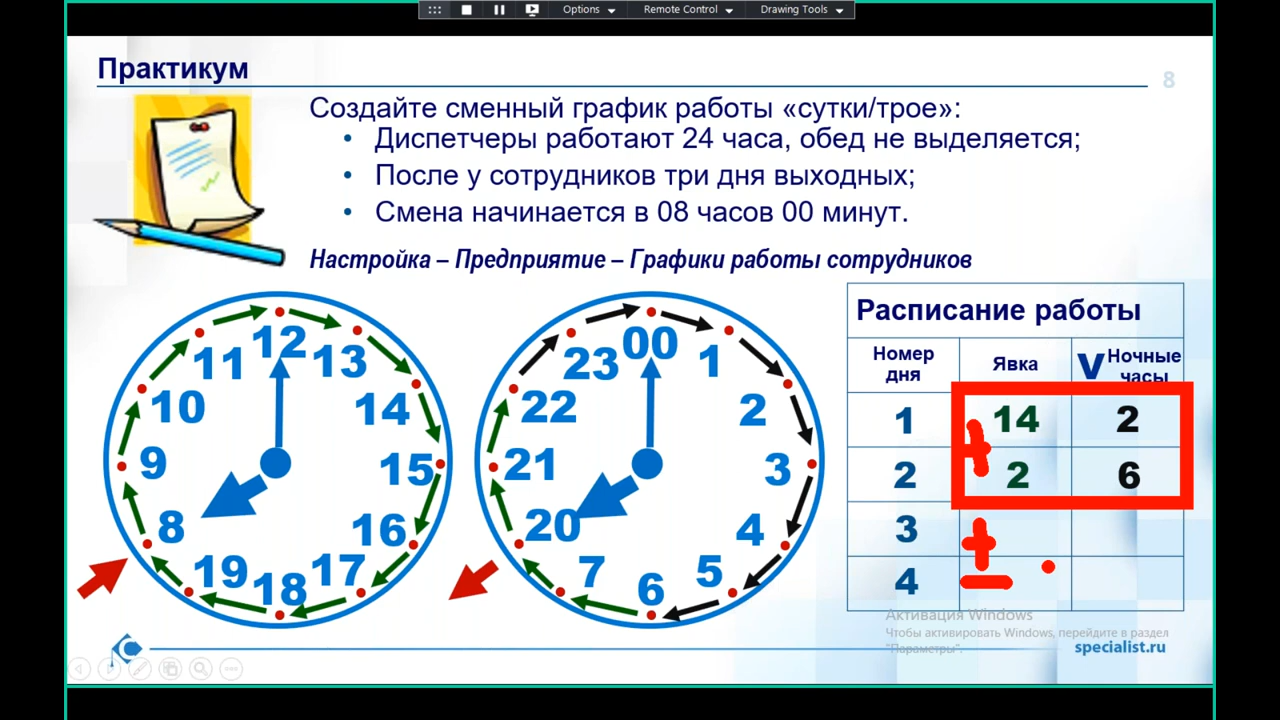 Options
Remote Control
Drawing Tools
Практикум
8
Создайте сменный график работы «сутки/трое»:
• Диспетчеры работают 24 часа, обед не выделяется;
• После у сотрудников три дня выходных;
• Смена начинается в 08 часов 00 минут.
Настройка – Предприятие – Графики работы сотрудников
12
13
14
15
16
17
18
19
8
9
10
11
00
1
2
3
4
5
6
7
20
21
22
23
Расписание работы
Номер дня
Явка
V Ночные часы
1 14 2
2 2 6
3
4
+
+
–
Активация Windows
Чтобы активировать Windows, перейдите в раздел
"Параметры".
specialist.ru